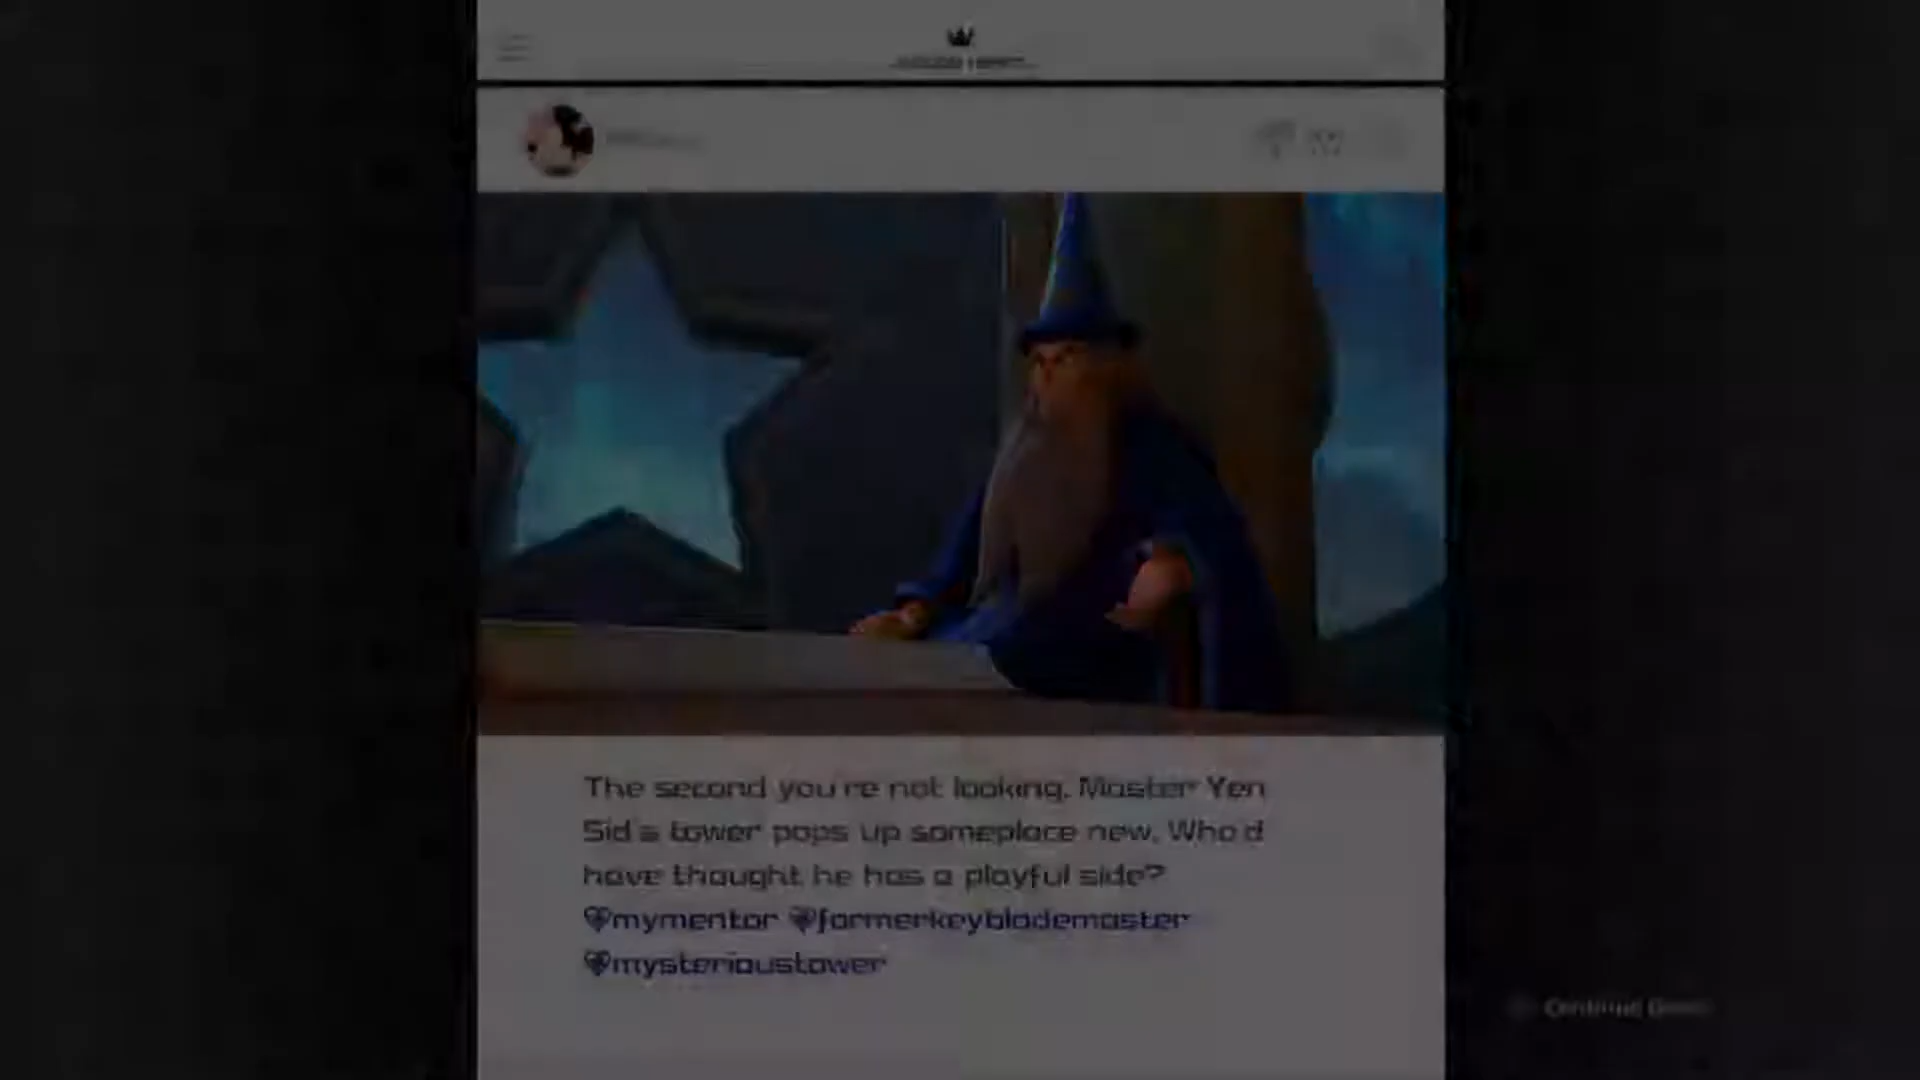 The second you're not looking, Master Yen
Sid's tower pops up someplace new. Who'd
have thought he has a playful side?
mymentor formerkeyblademaster
mysterioustower
Continue